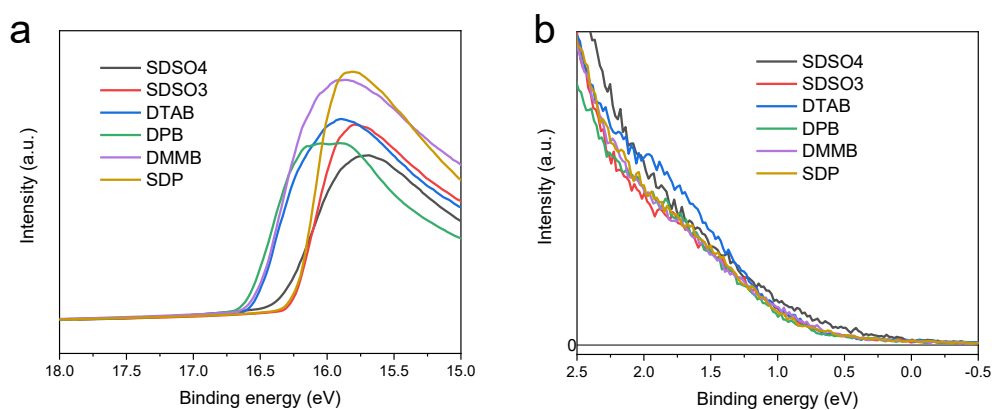 a
SDSO4
SDSO3
DTAB
DPB
DMMB
SDP
Intensity (a.u.)
18.0 17.5 17.0 16.5 16.0 15.5 15.0
Binding energy (eV)
b
SDSO4
SDSO3
DTAB
DPB
DMMB
SDP
Intensity (a.u.)
0
2.5 2.0 1.5 1.0 0.5 0.0 -0.5
Binding energy (eV)